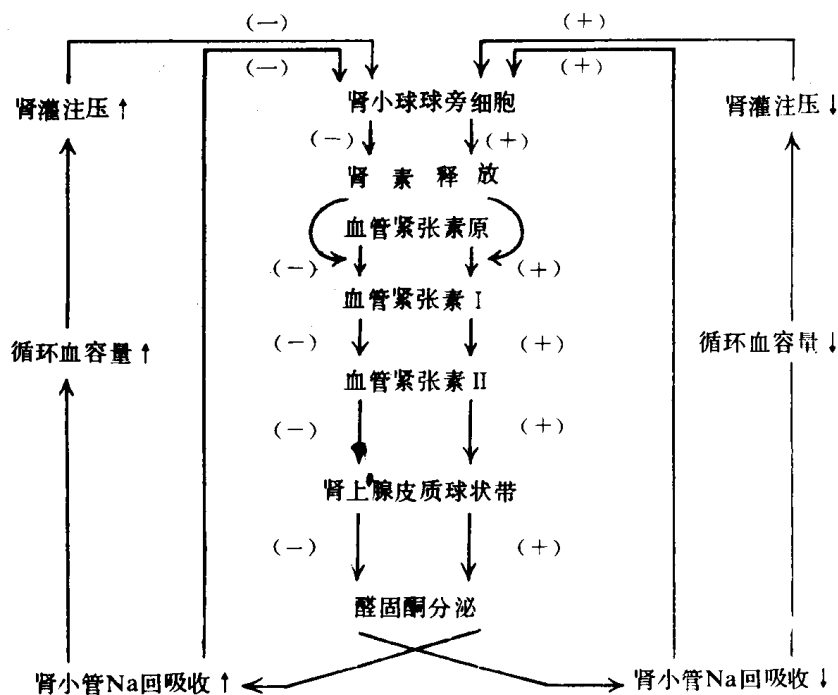 (一) (+)
(一) (+)
肾灌注压↑ 肾小球球旁细胞 肾灌注压↓
(-) (+)
肾素释放
血管紧张素原
(-) (+)
血管紧张素 I
循环血容量↑ (-) (+) 循环血容量↓
血管紧张素 II
(-) (+)
肾上腺皮质球状带
(-) (+)
醛固酮分泌
肾小管Na回吸收↑ 肾小管Na回吸收↓